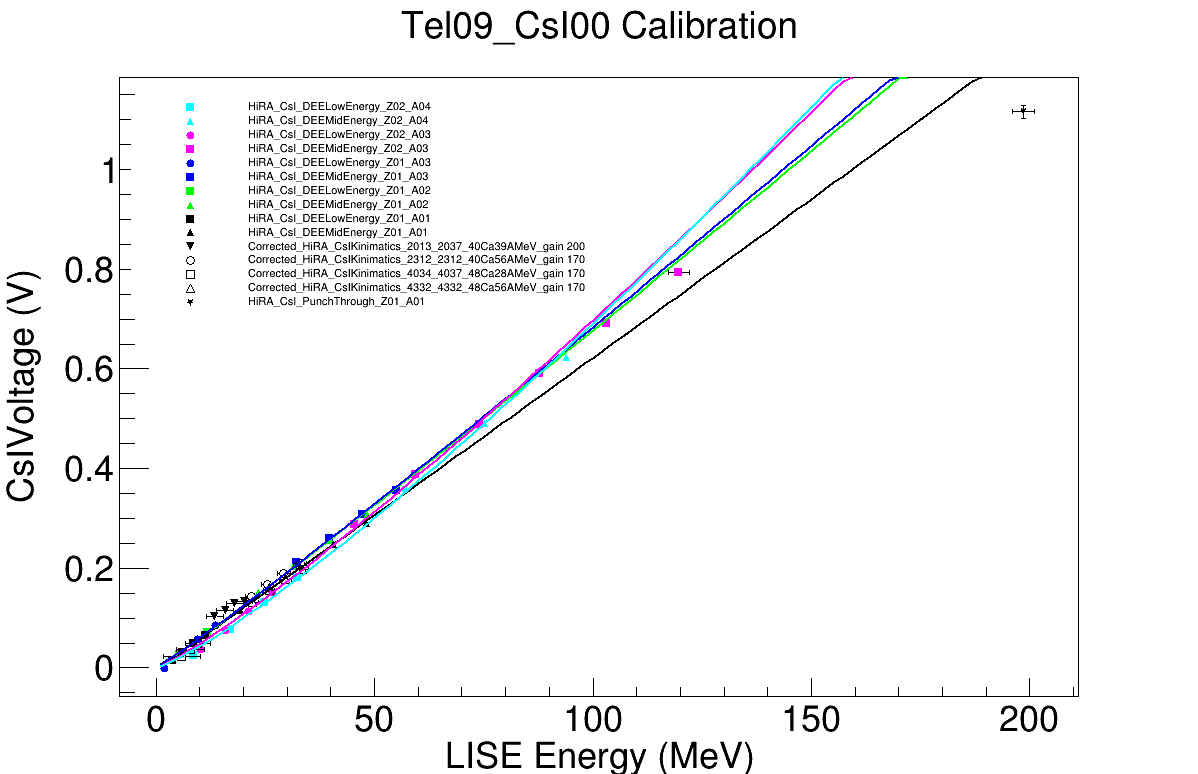 Tel09_CsI00 Calibration
HiRA_CsI_DEELowEnergy_Z02_A04
HiRA_CsI_DEEMidEnergy_Z02_A04
HiRA_CsI_DEELowEnergy_Z02_A03
HiRA_CsI_DEEMidEnergy_Z02_A03
HiRA_CsI_DEELowEnergy_Z01_A03
HiRA_CsI_DEEMidEnergy_Z01_A03
HiRA_CsI_DEELowEnergy_Z01_A02
HiRA_CsI_DEEMidEnergy_Z01_A02
HiRA_CsI_DEELowEnergy_Z01_A01
HiRA_CsI_DEEMidEnergy_Z01_A01
Corrected_HiRA_CsIKinimatics_2013_2037_40Ca39AMeV_gain 200
Corrected_HiRA_CsIKinimatics_2312_2312_40Ca56AMeV_gain 170
Corrected_HiRA_CsIKinimatics_4034_4037_48Ca28AMeV_gain 170
Corrected_HiRA_CsIKinimatics_4332_4332_48Ca56AMeV_gain 170
HiRA_CsI_PunchThrough_Z01_A01
CsIVoltage (V)
1
0.8
0.6
0.4
0.2
0
0 50 100 150 200
LISE Energy (MeV)